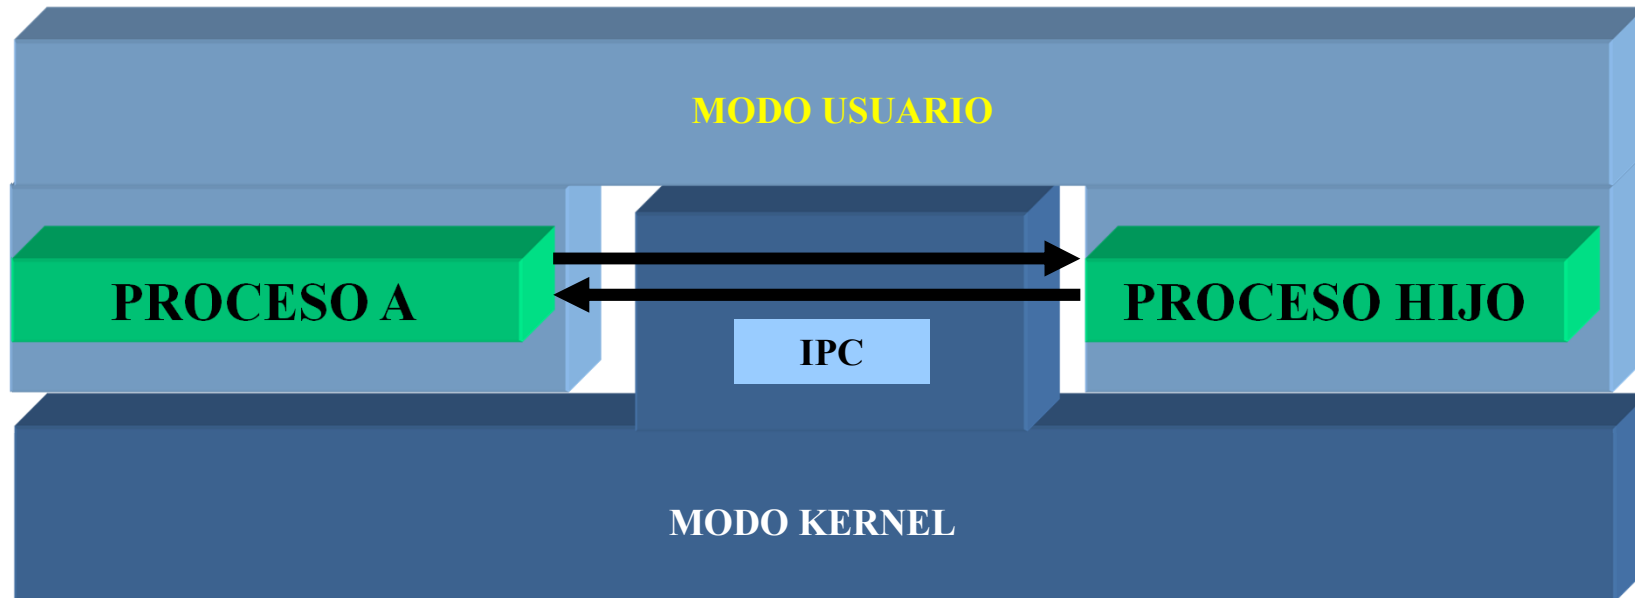 MODO USUARIO
PROCESO A
PROCESO HIJO
IPC
MODO KERNEL